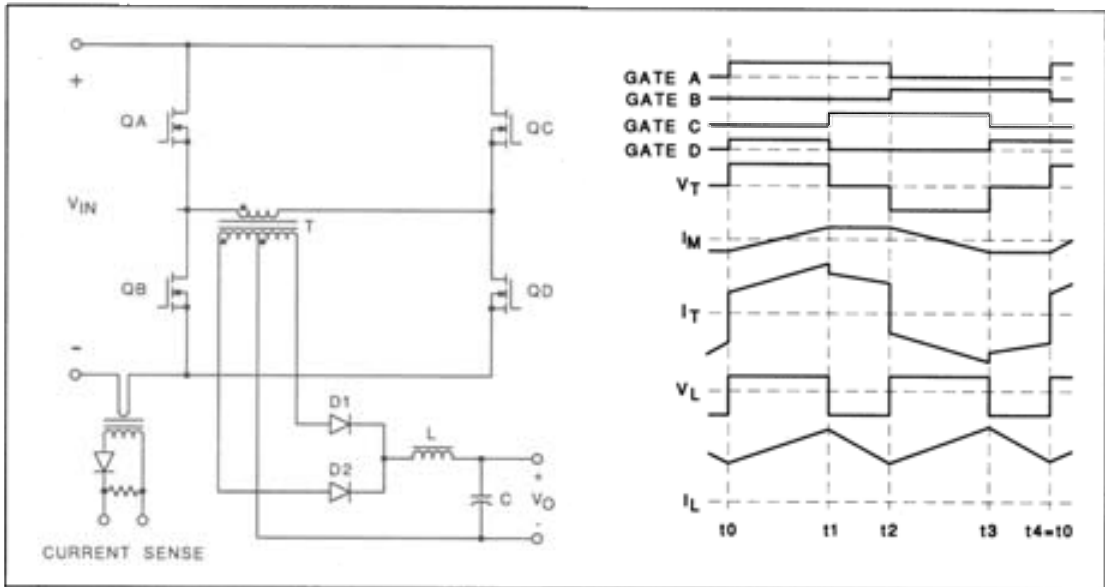 +
QA
QC
VIN
T
QB
QD
-
D1
L
D2
+
C
VO
-
CURRENT SENSE
GATE A
GATE B
GATE C
GATE D
VT
IM
IT
VL
IL
t0 t1 t2 t3 t4=t0